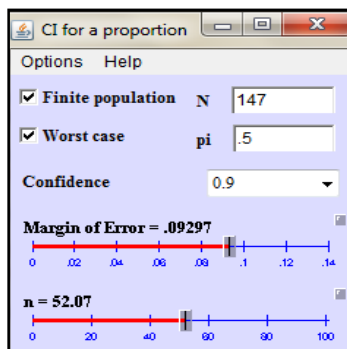 CI for a proportion
Options Help
Finite population N 147
Worst case pi .5
Confidence 0.9
Margin of Error = .09297
0 .02 .04 .06 .08 .1 .12 .14
n = 52.07
0 20 40 60 80 100